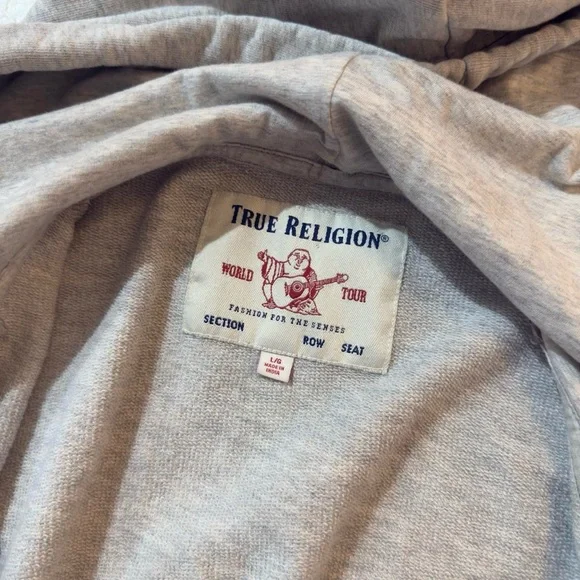 TRUE RELIGION®
WORLD TOUR
FASHION FOR THE SENSES
SECTION ROW SEAT
L/G
MADE IN
INDIA